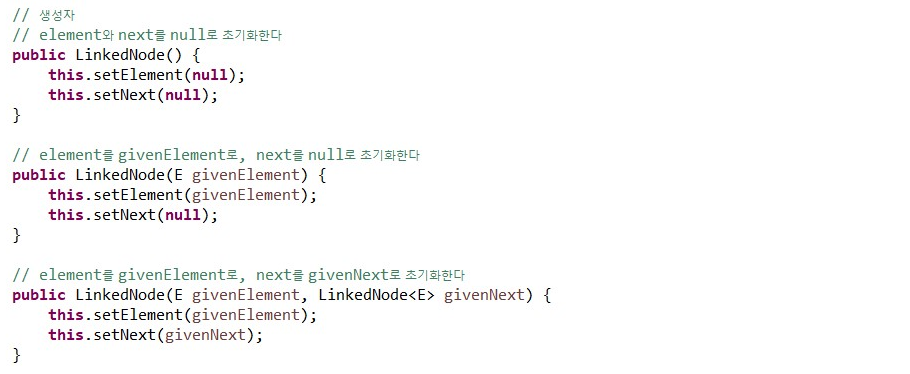 // 생성자
// element와 next를 null로 초기화한다
public LinkedNode() {
    this.setElement(null);
    this.setNext(null);
}

// element를 givenElement로, next를 null로 초기화한다
public LinkedNode(E givenElement) {
    this.setElement(givenElement);
    this.setNext(null);
}

// element를 givenElement로, next를 givenNext로 초기화한다
public LinkedNode(E givenElement, LinkedNode<E> givenNext) {
    this.setElement(givenElement);
    this.setNext(givenNext);
}